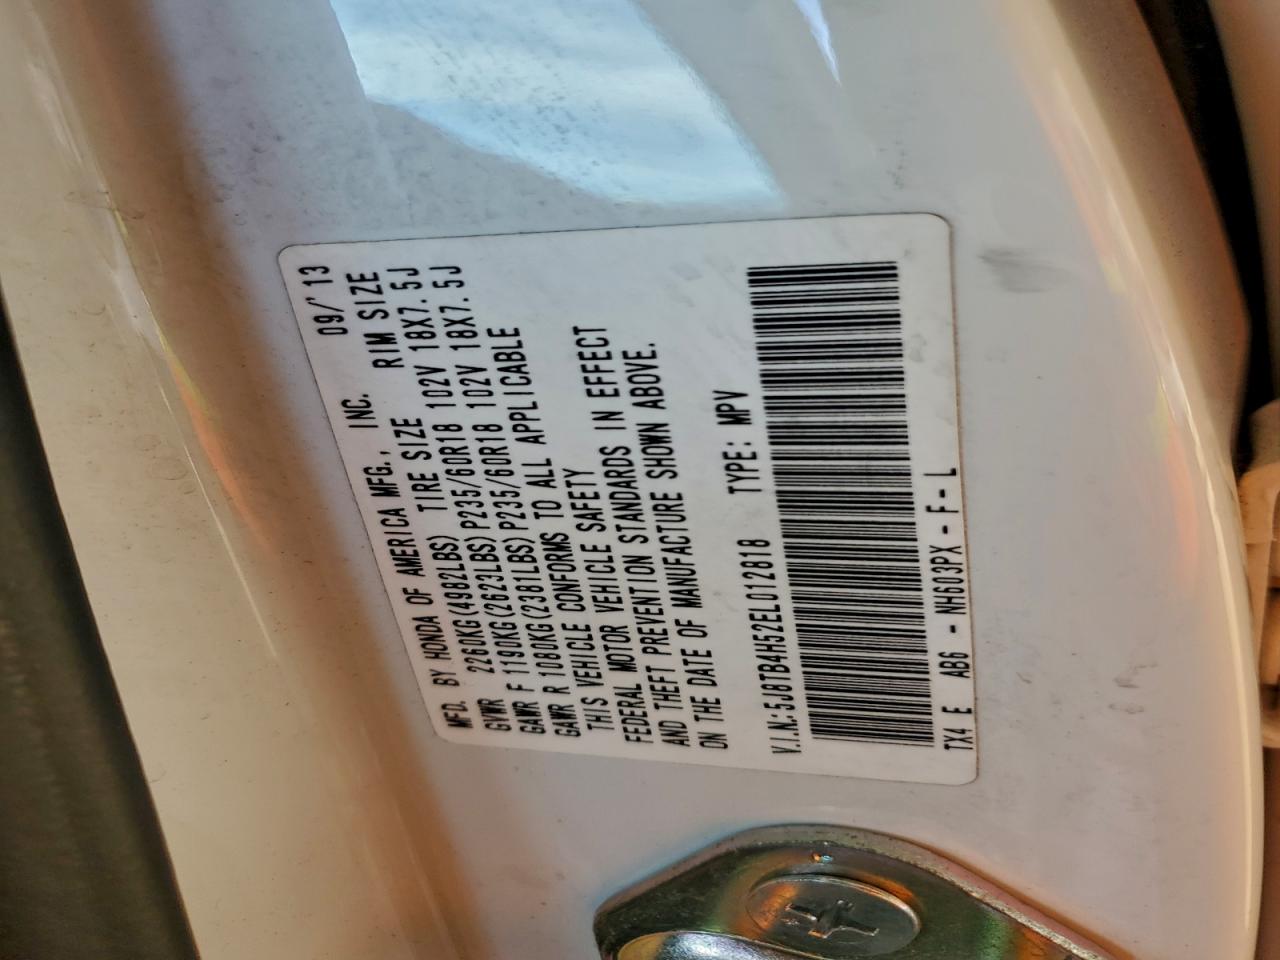 MFD. BY HONDA OF AMERICA MFG., INC. 09/'13
GVWR 2260KG(4982LBS) TIRE SIZE RIM SIZE
GAWR F 1190KG(2623LBS) P235/60R18 102V 18X7.5J
GAWR R 1080KG(2381LBS) P235/60R18 102V 18X7.5J
THIS VEHICLE CONFORMS TO ALL APPLICABLE
FEDERAL MOTOR VEHICLE SAFETY
AND THEFT PREVENTION STANDARDS IN EFFECT
ON THE DATE OF MANUFACTURE SHOWN ABOVE.
V.I.N.: 5J8TB4H52EL012818 TYPE: MPV
TX4 E AB6 - NH603PX - F - L